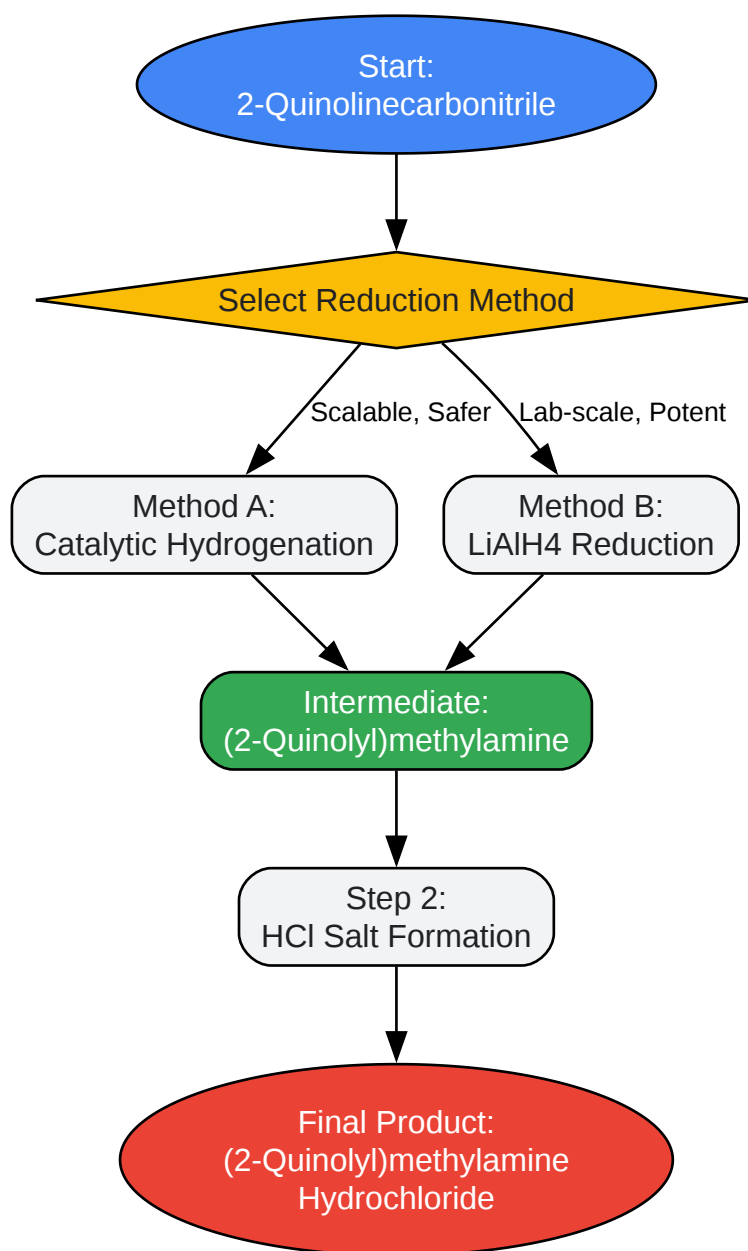 Start:
2-Quinolinecarbonitrile
Select Reduction Method
Scalable, Safer
Lab-scale, Potent
Method A:
Catalytic Hydrogenation
Method B:
LiAlH4 Reduction
Intermediate:
(2-Quinolyl)methylamine
Step 2:
HCl Salt Formation
Final Product:
(2-Quinolyl)methylamine
Hydrochloride